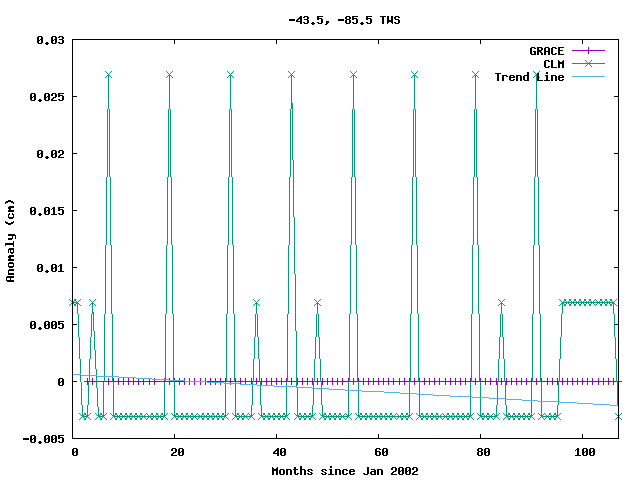 -43.5, -85.5 TWS
GRACE
CLM
Trend Line
0.03
0.025
0.02
0.015
0.01
0.005
0
-0.005
Anomaly (cm)
0 20 40 60 80 100
Months since Jan 2002